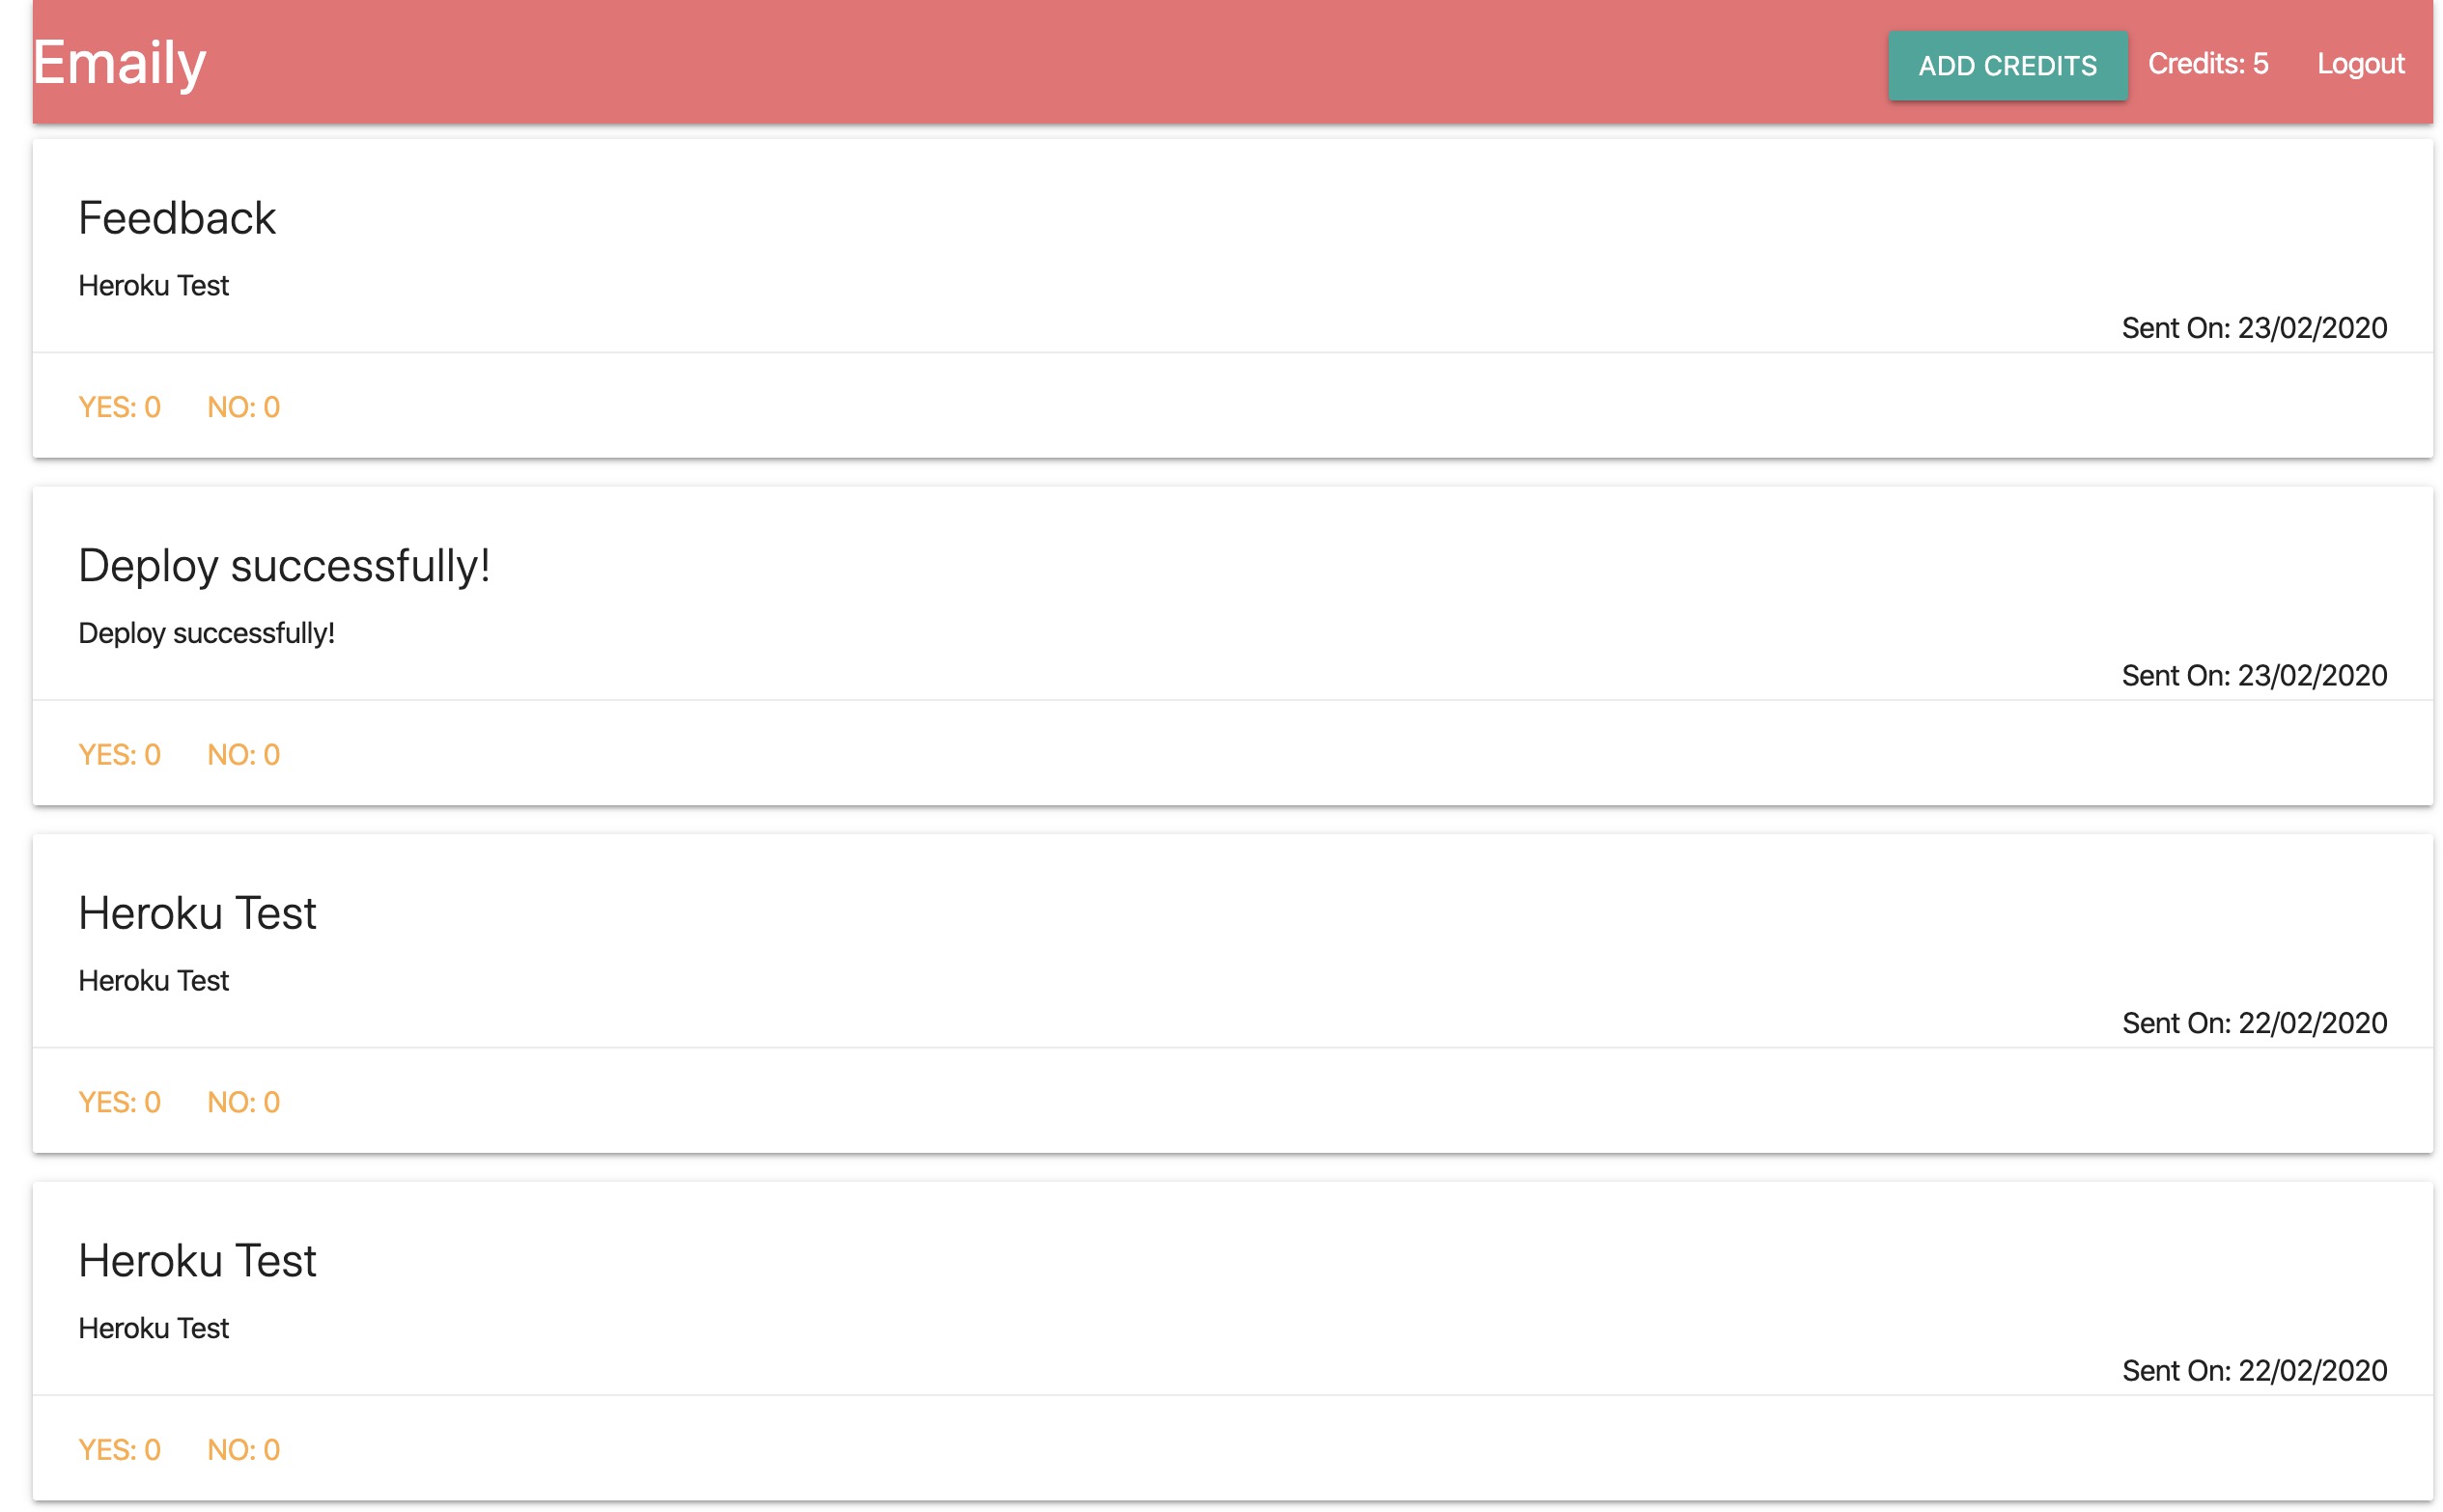 Emaily
ADD CREDITS Credits: 5 Logout
Feedback
Heroku Test
Sent On: 23/02/2020
YES: 0 NO: 0
Deploy successfully!
Deploy successfully!
Sent On: 23/02/2020
YES: 0 NO: 0
Heroku Test
Heroku Test
Sent On: 22/02/2020
YES: 0 NO: 0
Heroku Test
Heroku Test
Sent On: 22/02/2020
YES: 0 NO: 0